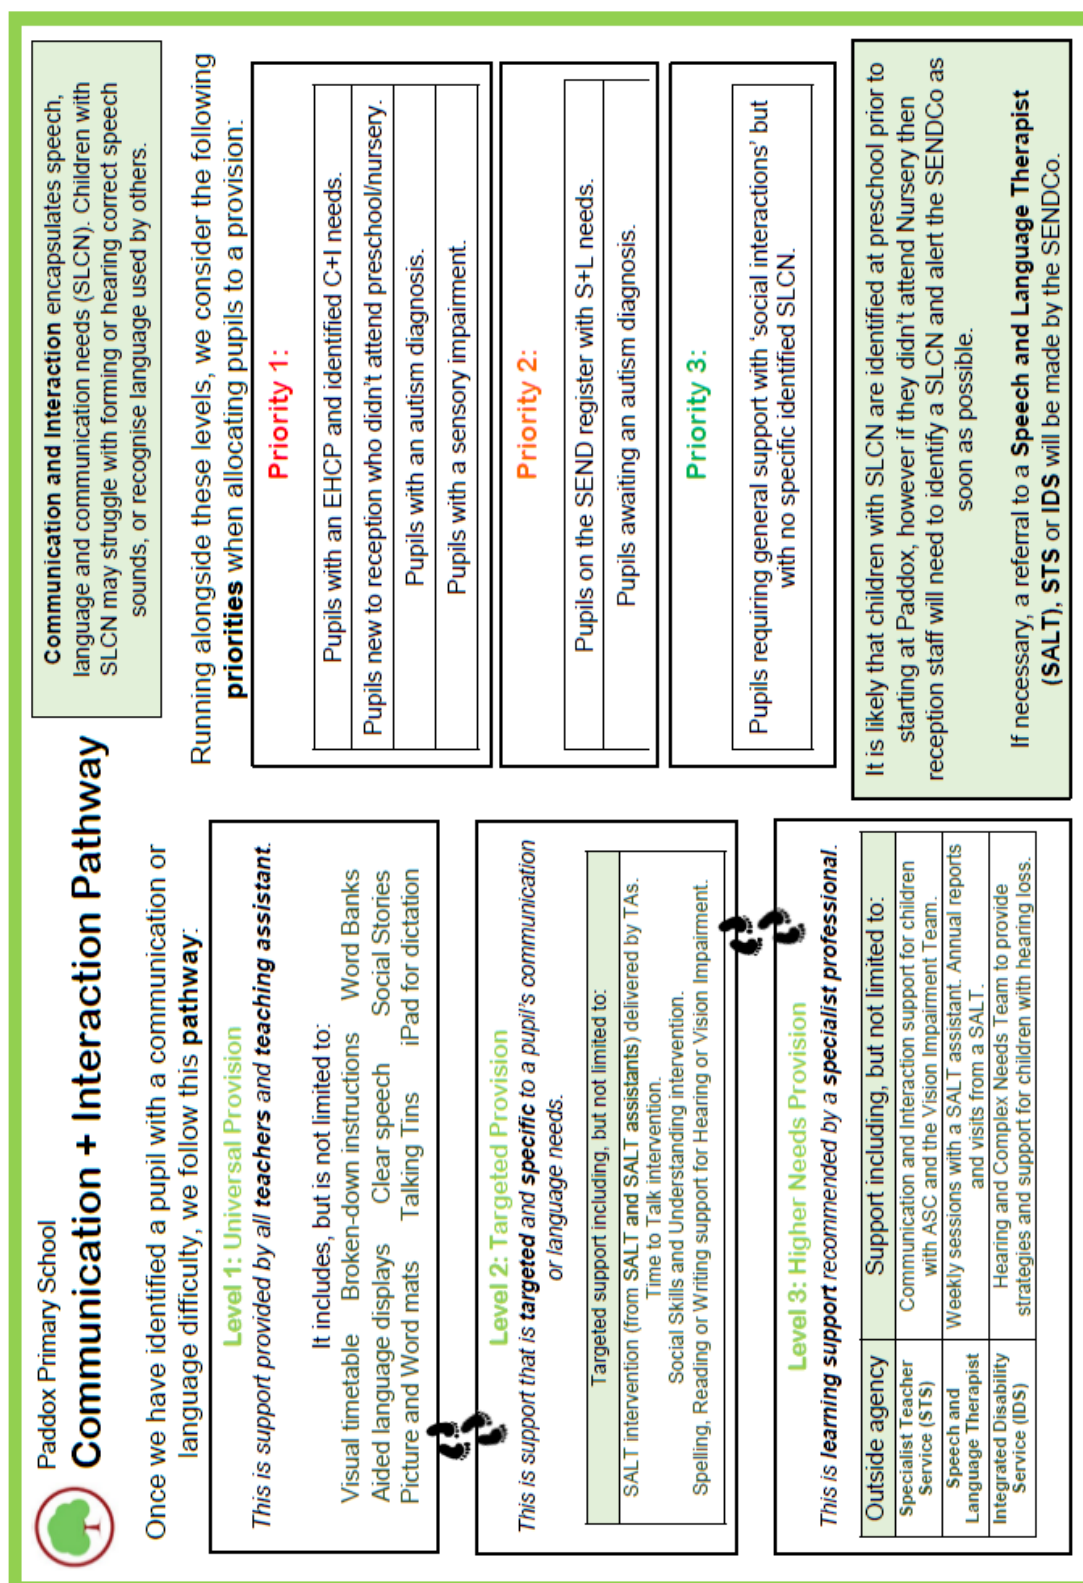 Paddox Primary School
Communication + Interaction Pathway
Once we have identified a pupil with a communication or
language difficulty, we follow this pathway:
Level 1: Universal Provision
This is support provided by all teachers and teaching assistant.
It includes, but is not limited to:
Visual timetable Broken-down instructions Word Banks
Aided language displays Clear speech Social Stories
Picture and Word mats Talking Tins iPad for dictation
Level 2: Targeted Provision
This is support that is targeted and specific to a pupil's communication
or language needs.
Targeted support including, but not limited to:
SALT intervention (from SALT and SALT assistants) delivered by TAs.
Time to Talk intervention.
Social Skills and Understanding intervention.
Spelling, Reading or Writing support for Hearing or Vision Impairment.
Level 3: Higher Needs Provision
This is learning support recommended by a specialist professional.
Outside agency Support including, but not limited to:
Specialist Teacher Service (STS) Communication and Interaction support for children
with ASC and the Vision Impairment Team.
Speech and Language Therapist Weekly sessions with a SALT assistant. Annual reports
and visits from a SALT.
Integrated Disability Service (IDS) Hearing and Complex Needs Team to provide
strategies and support for children with hearing loss.
Communication and Interaction encapsulates speech,
language and communication needs (SLCN). Children with
SLCN may struggle with forming or hearing correct speech
sounds, or recognise language used by others.
Running alongside these levels, we consider the following
priorities when allocating pupils to a provision:
Priority 1:
Pupils with an EHCP and identified C+I needs.
Pupils new to reception who didn't attend preschool/nursery.
Pupils with an autism diagnosis.
Pupils with a sensory impairment.
Priority 2:
Pupils on the SEND register with S+L needs.
Pupils awaiting an autism diagnosis.
Priority 3:
Pupils requiring general support with 'social interactions' but
with no specific identified SLCN.
It is likely that children with SLCN are identified at preschool prior to
starting at Paddox, however if they didn't attend Nursery then
reception staff will need to identify a SLCN and alert the SENDCo as
soon as possible.
If necessary, a referral to a Speech and Language Therapist
(SALT), STS or IDS will be made by the SENDCo.